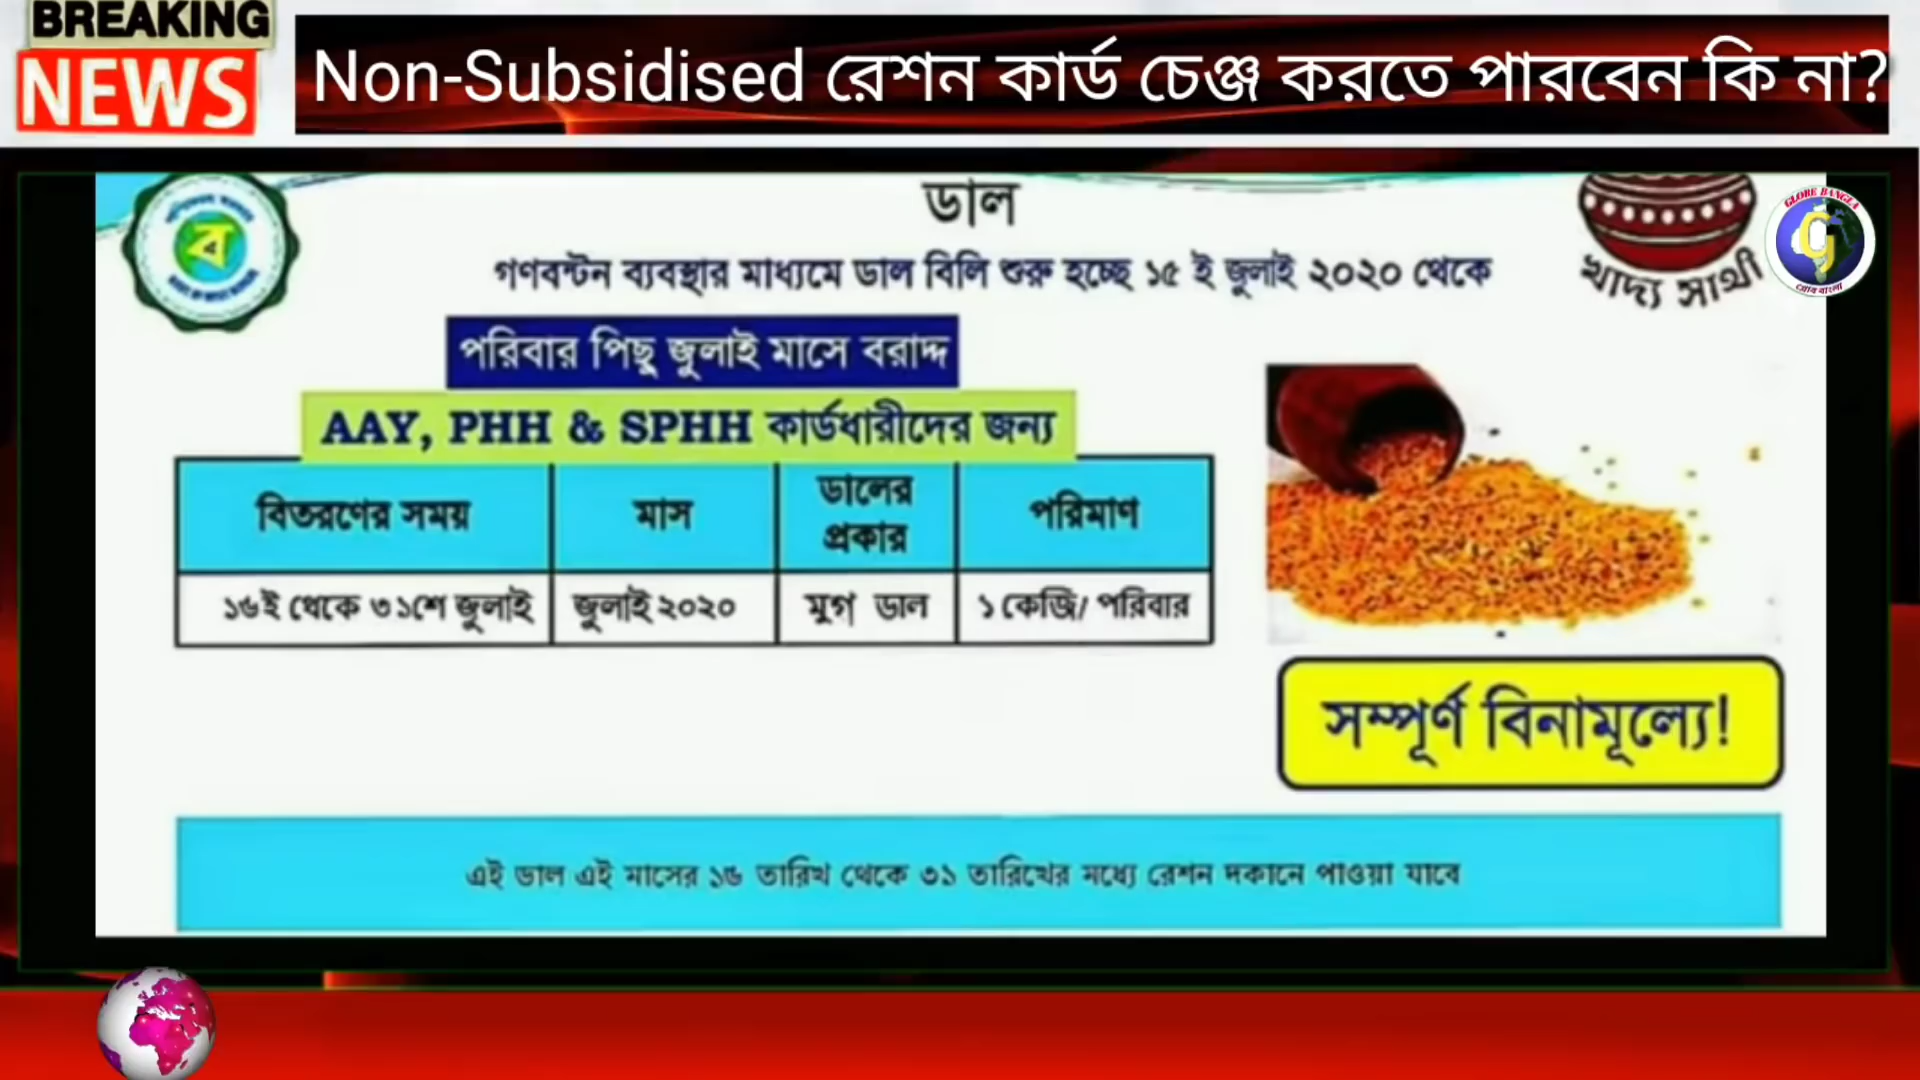 BREAKING
NEWS
Non-Subsidised রেশন কার্ড চেঞ্জ করতে পারবেন কি না?
ডাল
গণবন্টন ব্যবস্থার মাধ্যমে ডাল বিলি শুরু হচ্ছে ১৫ ই জুলাই ২০২০ থেকে
খাদ্য সাথী
GLOBE BANGLA
গ্লোব বাংলা
পরিবার পিছু জুলাই মাসে বরাদ্দ
AAY, PHH & SPHH কার্ডধারীদের জন্য
বিতরণের সময় মাস ডালের প্রকার পরিমাণ
১৬ই থেকে ৩১শে জুলাই জুলাই ২০২০ মুগ ডাল ১ কেজি/ পরিবার
সম্পূর্ণ বিনামূল্যে!
এই ডাল এই মাসের ১৬ তারিখ থেকে ৩১ তারিখের মধ্যে রেশন দকানে পাওয়া যাবে